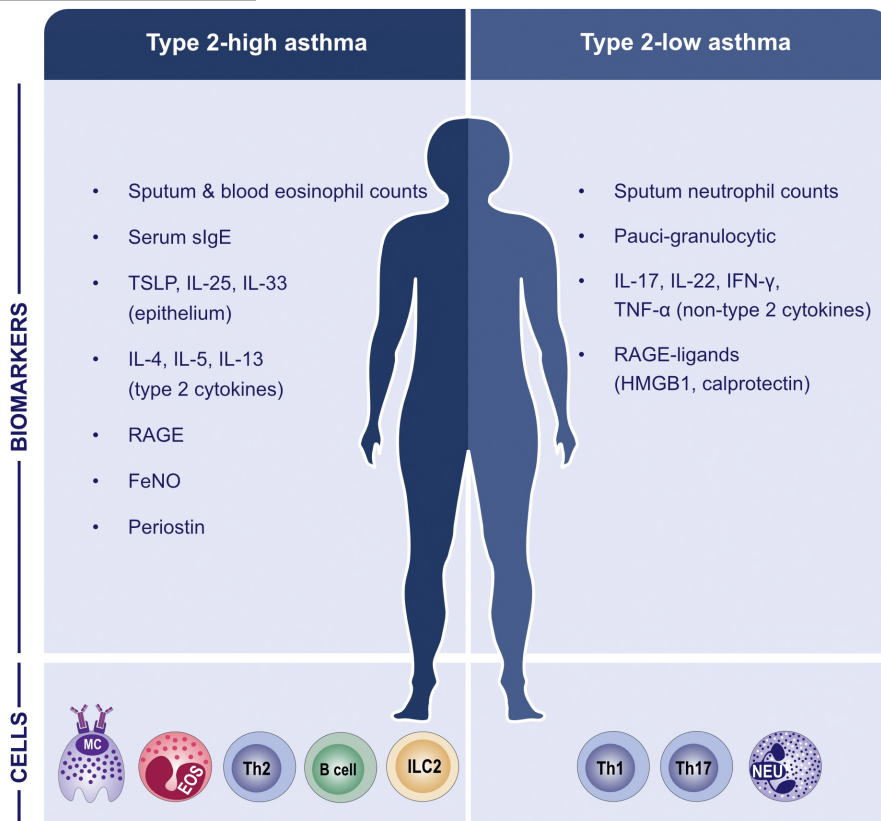 Type 2-high asthma
Type 2-low asthma
BIOMARKERS
• Sputum & blood eosinophil counts
• Serum sIgE
• TSLP, IL-25, IL-33
(epithelium)
• IL-4, IL-5, IL-13
(type 2 cytokines)
• RAGE
• FeNO
• Periostin
• Sputum neutrophil counts
• Pauci-granulocytic
• IL-17, IL-22, IFN-γ,
TNF-α (non-type 2 cytokines)
• RAGE-ligands
(HMGB1, calprotectin)
CELLS
MC
EOS
Th2
B cell
ILC2
Th1
Th17
NEU